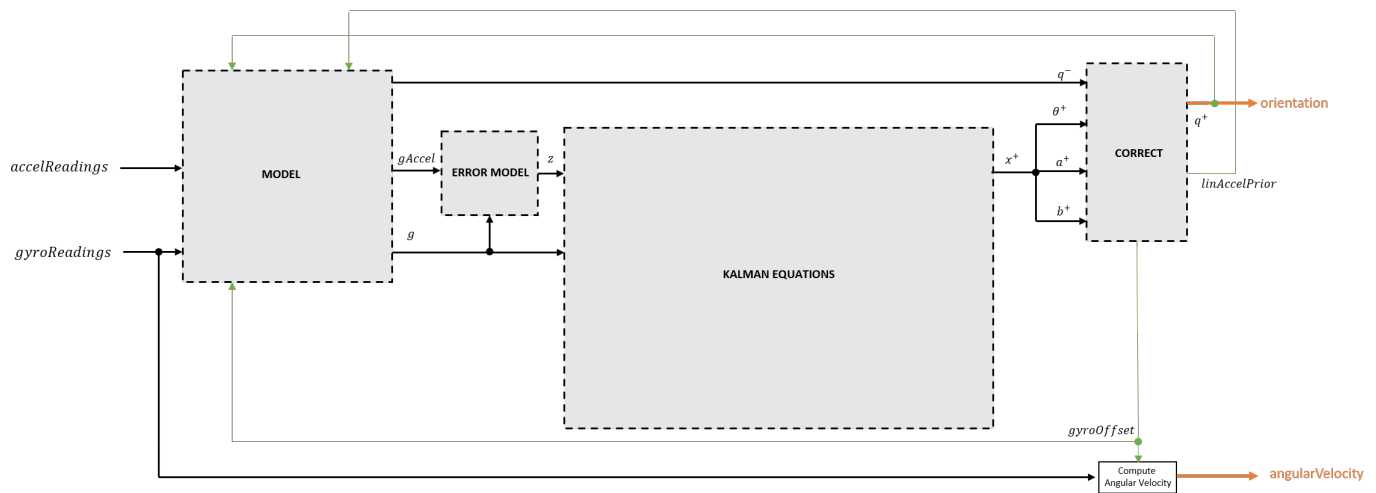 q⁻
orientation
θ⁺
q⁺
accelReadings
MODEL
gAccel
ERROR MODEL
z
x⁺
a⁺
CORRECT
linAccelPrior
b⁺
gyroReadings
g
KALMAN EQUATIONS
gyroOffset
Compute
Angular Velocity
angularVelocity